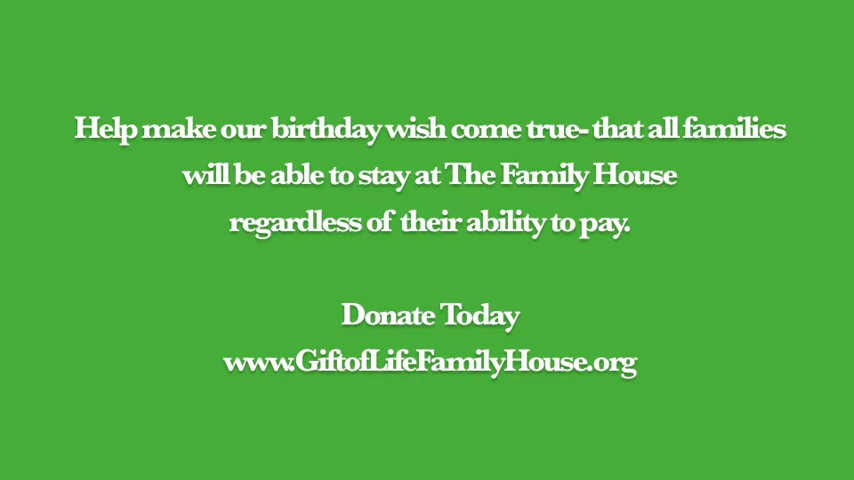 Help make our birthday wish come true- that all families
will be able to stay at The Family House
regardless of their ability to pay.
Donate Today
www.GiftofLifeFamilyHouse.org